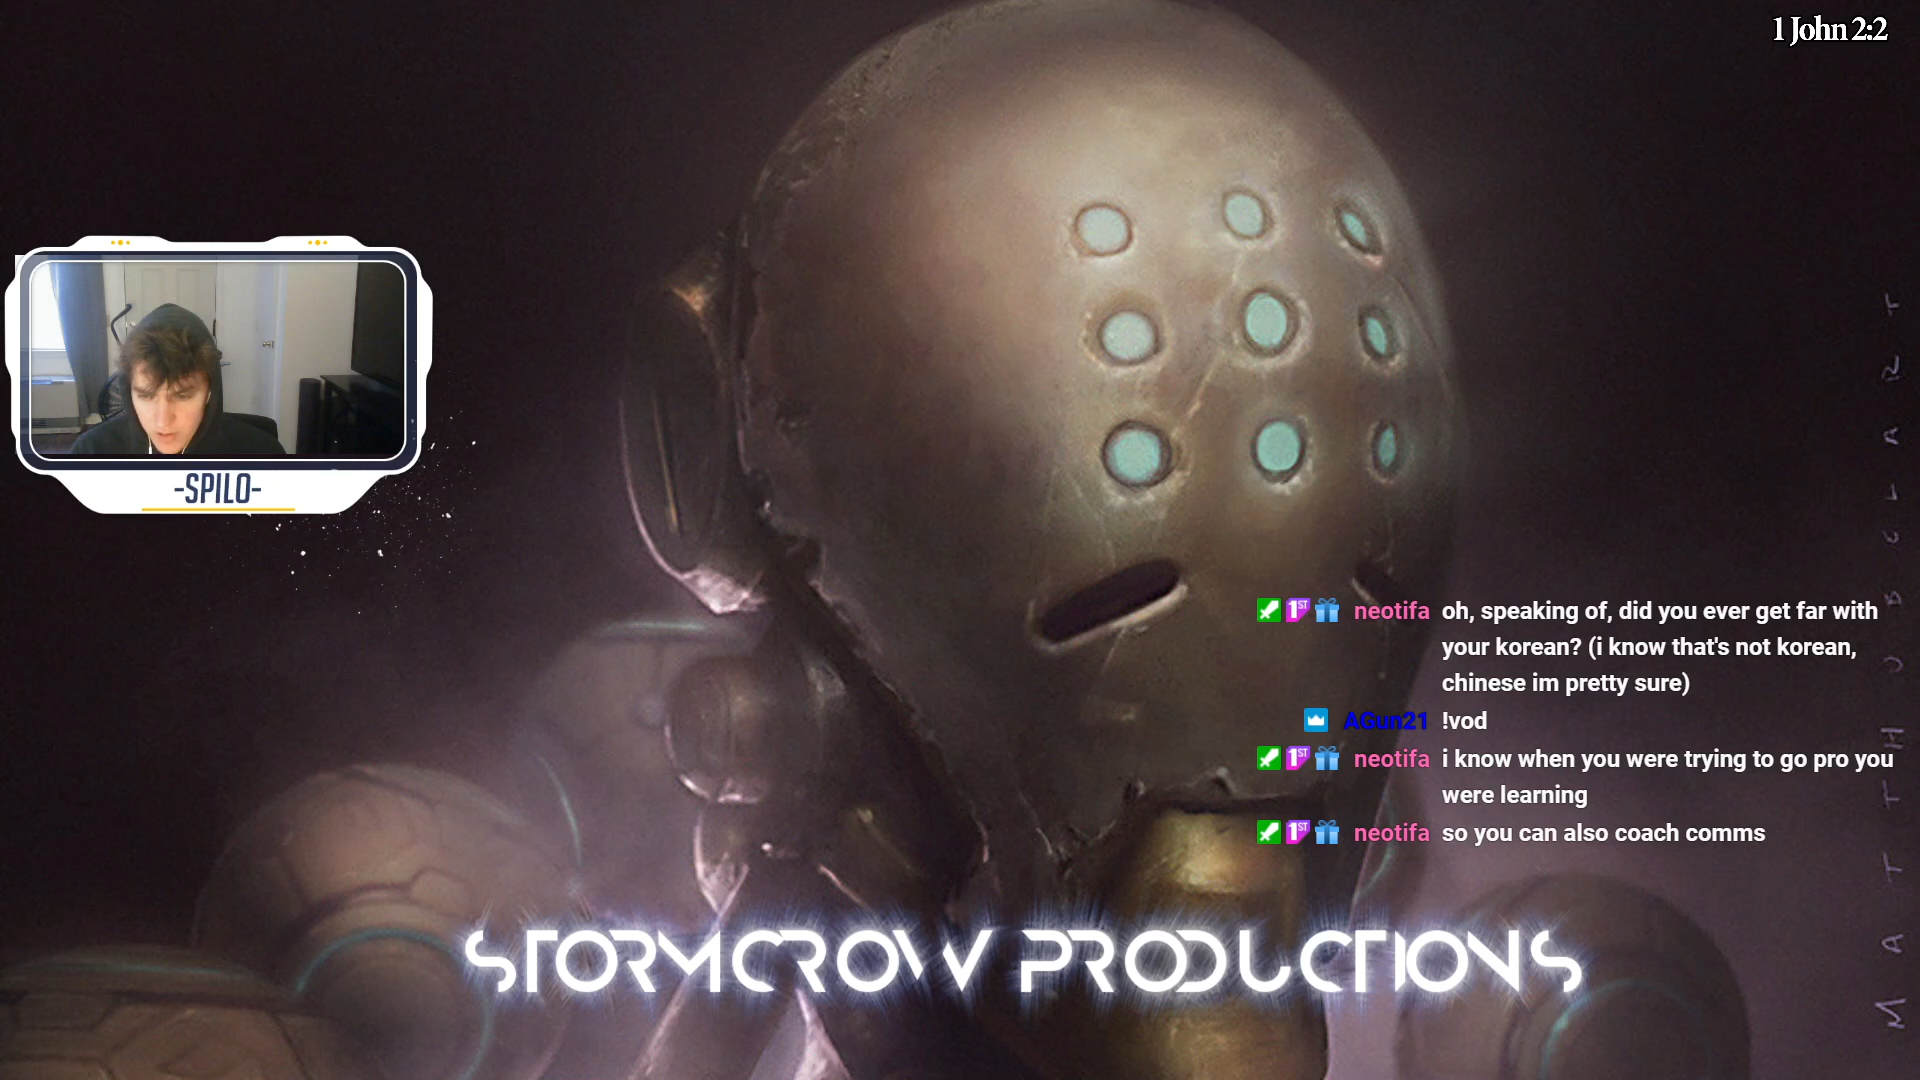 1 John 2:2
-SPILO-
neotifa oh, speaking of, did you ever get far with
your korean? (i know that's not korean,
chinese im pretty sure)
AGun21 !vod
neotifa i know when you were trying to go pro you
were learning
neotifa so you can also coach comms
STORMCROW PRODUCTIONS
MATTHUBCLART